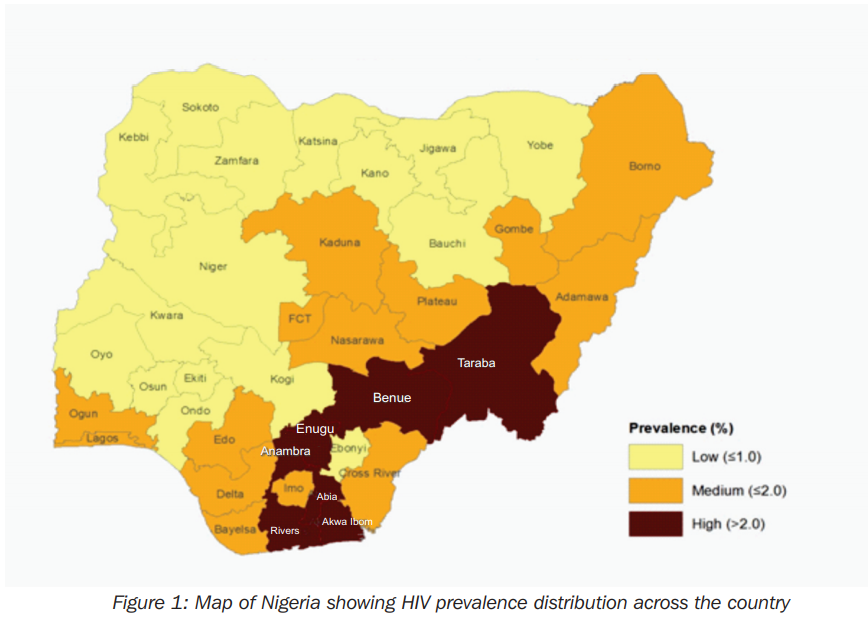 Sokoto
Kebbi
Zamfara
Katsina
Kano
Jigawa
Yobe
Borno
Kaduna
Bauchi
Gombe
Niger
Plateau
Adamawa
FCT
Nasarawa
Kwara
Oyo
Taraba
Osun
Ekiti
Kogi
Benue
Ogun
Ondo
Lagos
Edo
Enugu
Anambra
Ebonyi
Cross River
Delta
Imo
Abia
Akwa Ibom
Bayelsa
Rivers
Prevalence (%)
Low (≤1.0)
Medium (≤2.0)
High (>2.0)
Figure 1: Map of Nigeria showing HIV prevalence distribution across the country